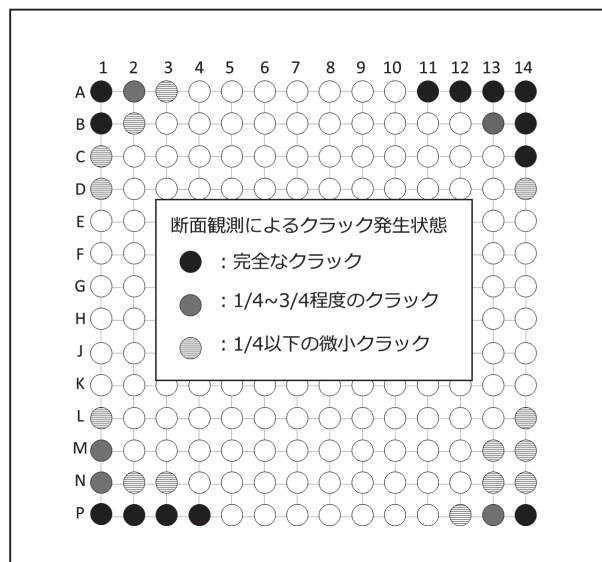 1 2 3 4 5 6 7 8 9 10 11 12 13 14
A
B
C
D
E
F
G
H
J
K
L
M
N
P
断面観測によるクラック発生状態
：完全なクラック
：1/4~3/4程度のクラック
：1/4以下の微小クラック